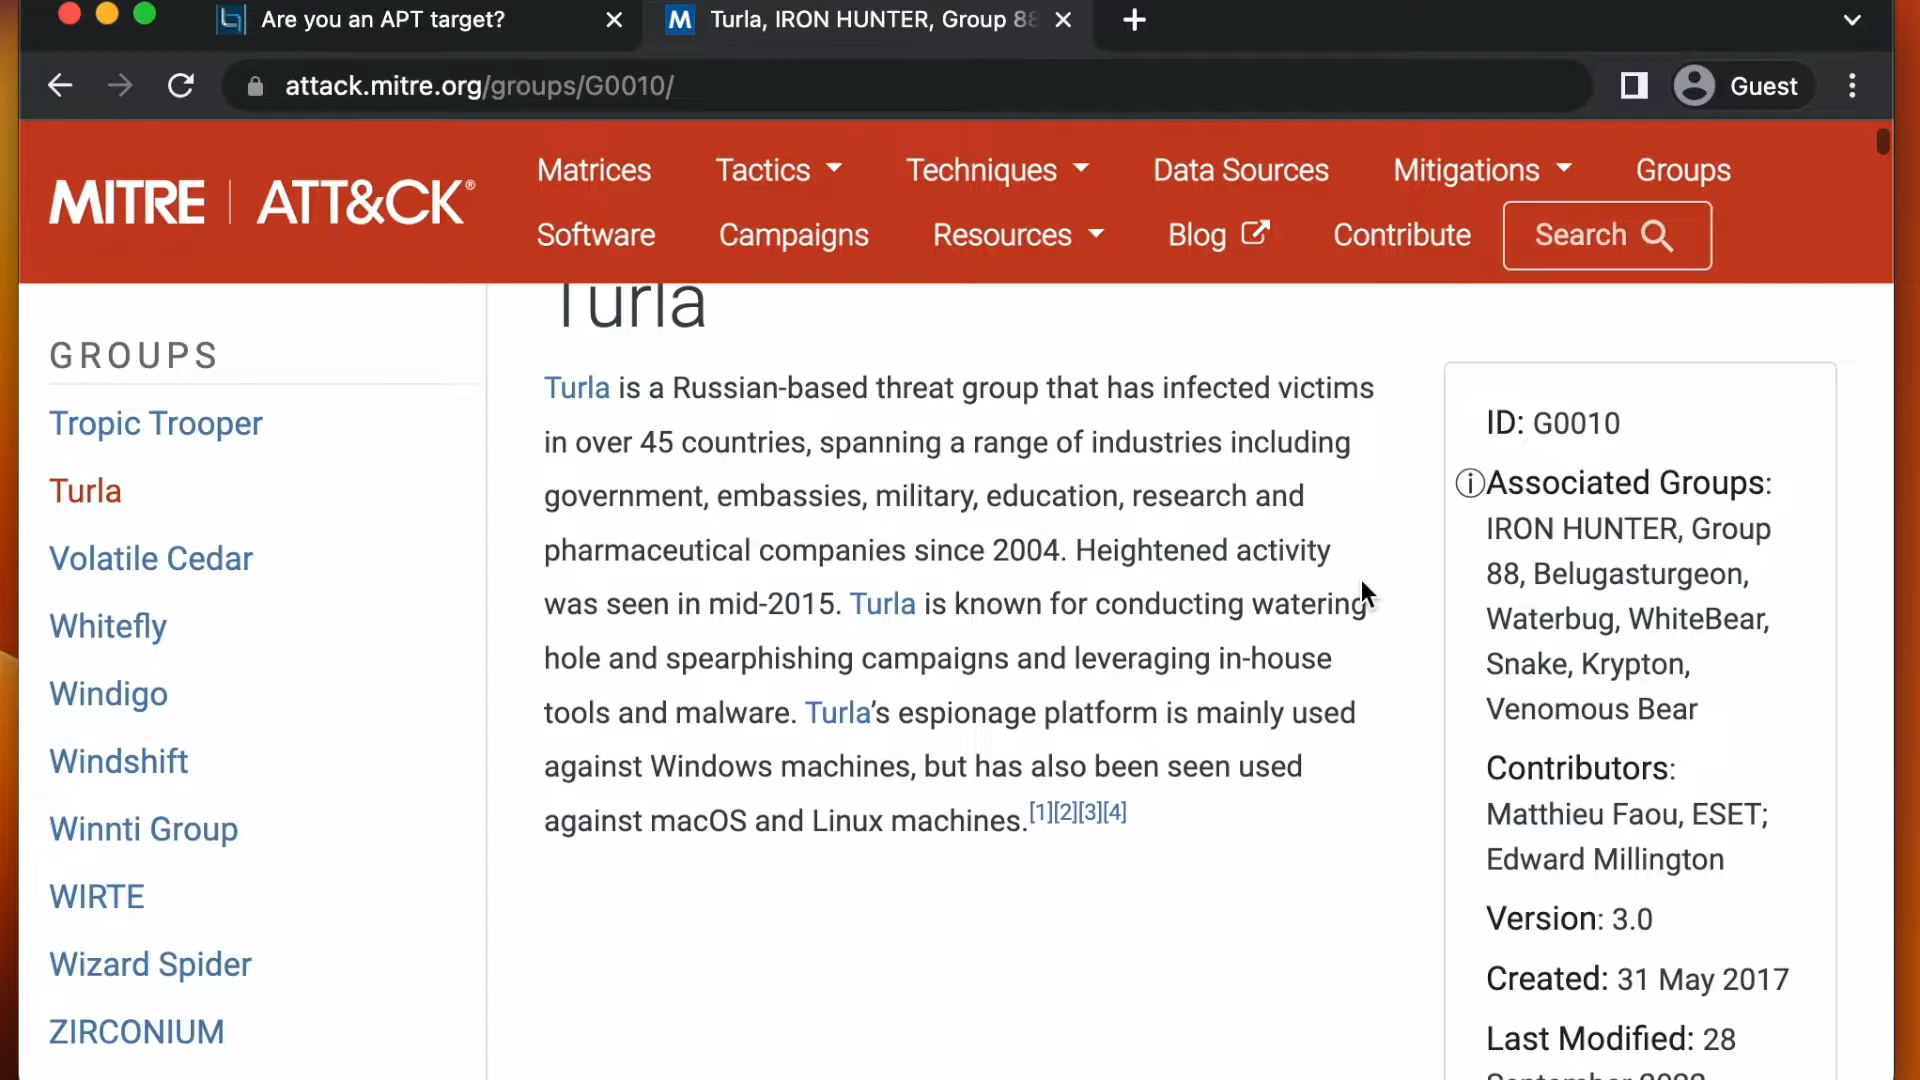 Are you an APT target?
Turla, IRON HUNTER, Group 88
attack.mitre.org/groups/G0010/
Guest
MITRE | ATT&CK®
Matrices Tactics Techniques Data Sources Mitigations Groups
Software Campaigns Resources Blog Contribute Search
Turla
GROUPS
Tropic Trooper
Turla
Volatile Cedar
Whitefly
Windigo
Windshift
Winnti Group
WIRTE
Wizard Spider
ZIRCONIUM
Turla is a Russian-based threat group that has infected victims
in over 45 countries, spanning a range of industries including
government, embassies, military, education, research and
pharmaceutical companies since 2004. Heightened activity
was seen in mid-2015. Turla is known for conducting watering
hole and spearphishing campaigns and leveraging in-house
tools and malware. Turla’s espionage platform is mainly used
against Windows machines, but has also been seen used
against macOS and Linux machines.[1][2][3][4]
ID: G0010
Associated Groups:
IRON HUNTER, Group
88, Belugasturgeon,
Waterbug, WhiteBear,
Snake, Krypton,
Venomous Bear
Contributors:
Matthieu Faou, ESET;
Edward Millington
Version: 3.0
Created: 31 May 2017
Last Modified: 28